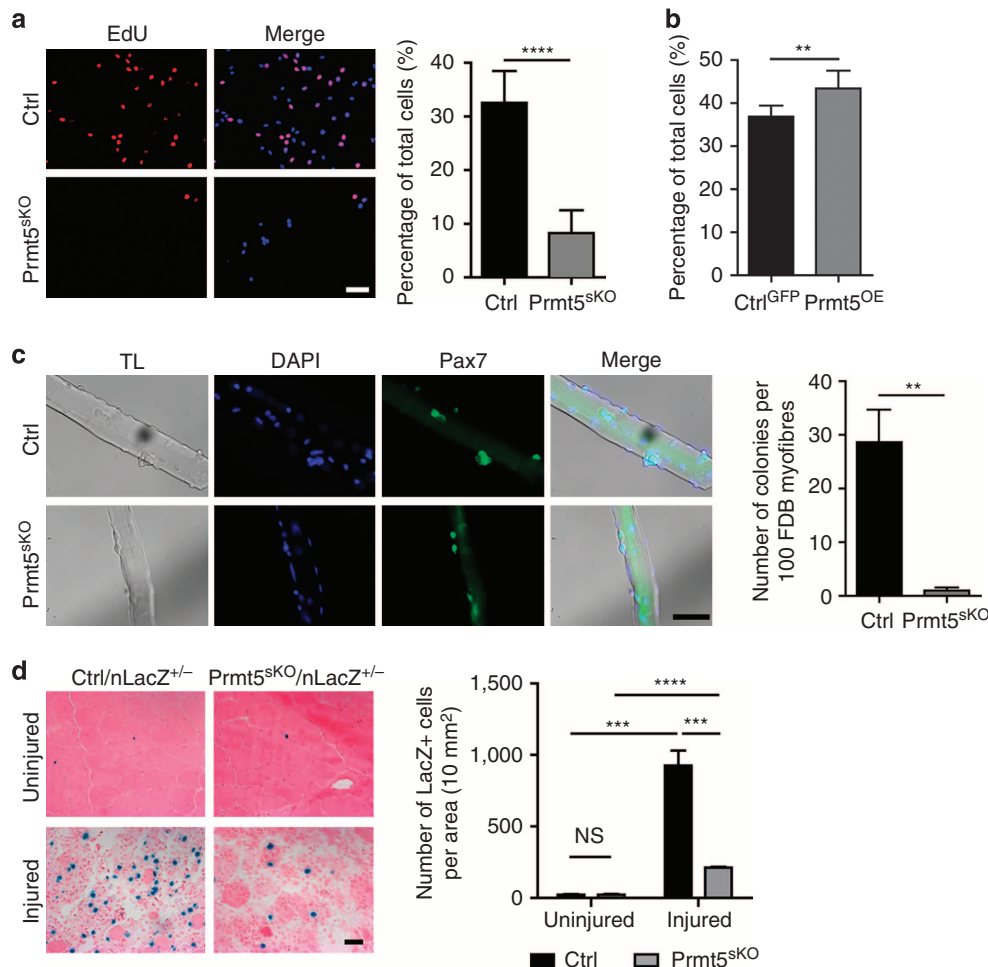 a
EdU Merge
Ctrl
Prmt5sKO
Percentage of total cells (%)
40
30
20
10
0
****
Ctrl Prmt5sKO
b
Percentage of total cells (%)
50
40
30
20
10
0
**
CtrlGFP Prmt5OE
c
TL DAPI Pax7 Merge
Ctrl
Prmt5sKO
Number of colonies per
100 FDB myofibres
40
30
20
10
0
**
Ctrl Prmt5sKO
d
Ctrl/nLacZ+/– Prmt5sKO/nLacZ+/–
Uninjured
Injured
Number of LacZ+ cells
per area (10 mm²)
1,500
1,000
500
0
****
*** ***
NS
Uninjured Injured
Ctrl Prmt5sKO